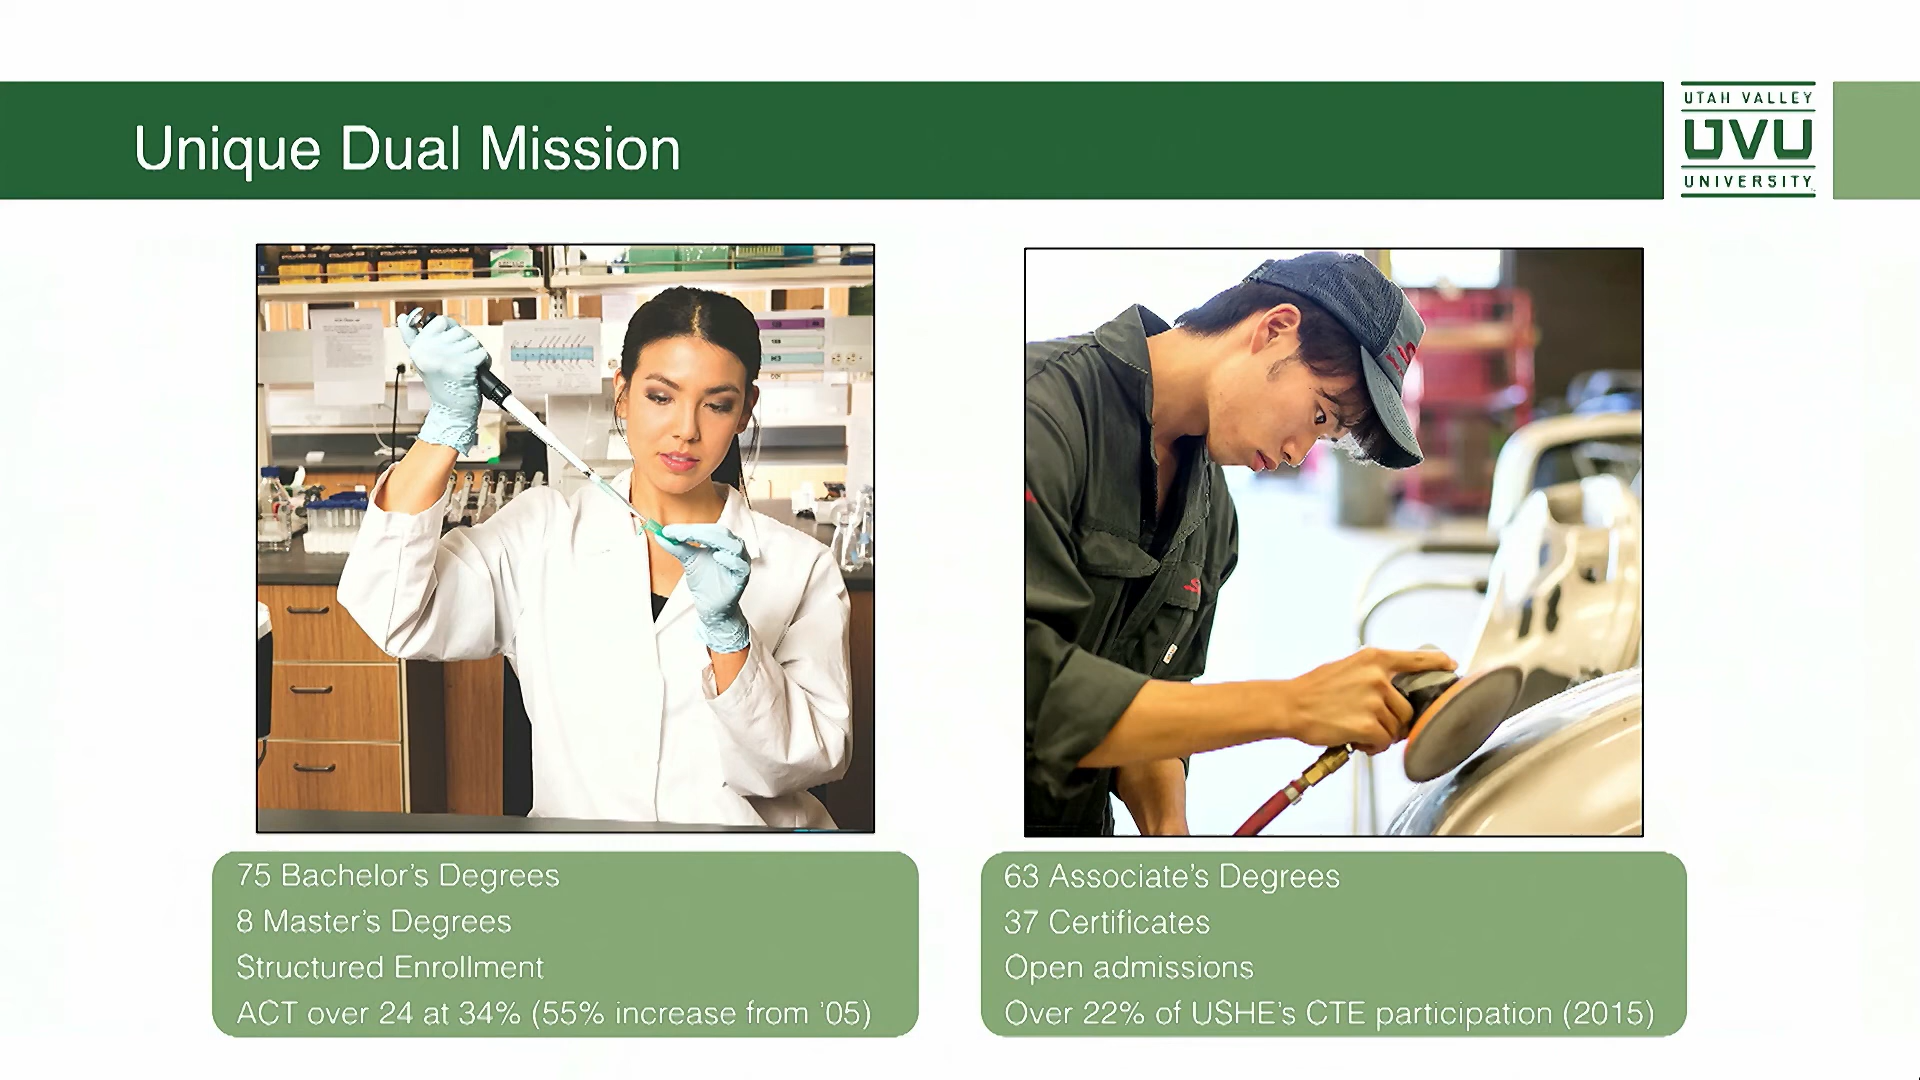 Unique Dual Mission
UTAH VALLEY
UVU
UNIVERSITY
75 Bachelor's Degrees
8 Master's Degrees
Structured Enrollment
ACT over 24 at 34% (55% increase from '05)
63 Associate's Degrees
37 Certificates
Open admissions
Over 22% of USHE's CTE participation (2015)